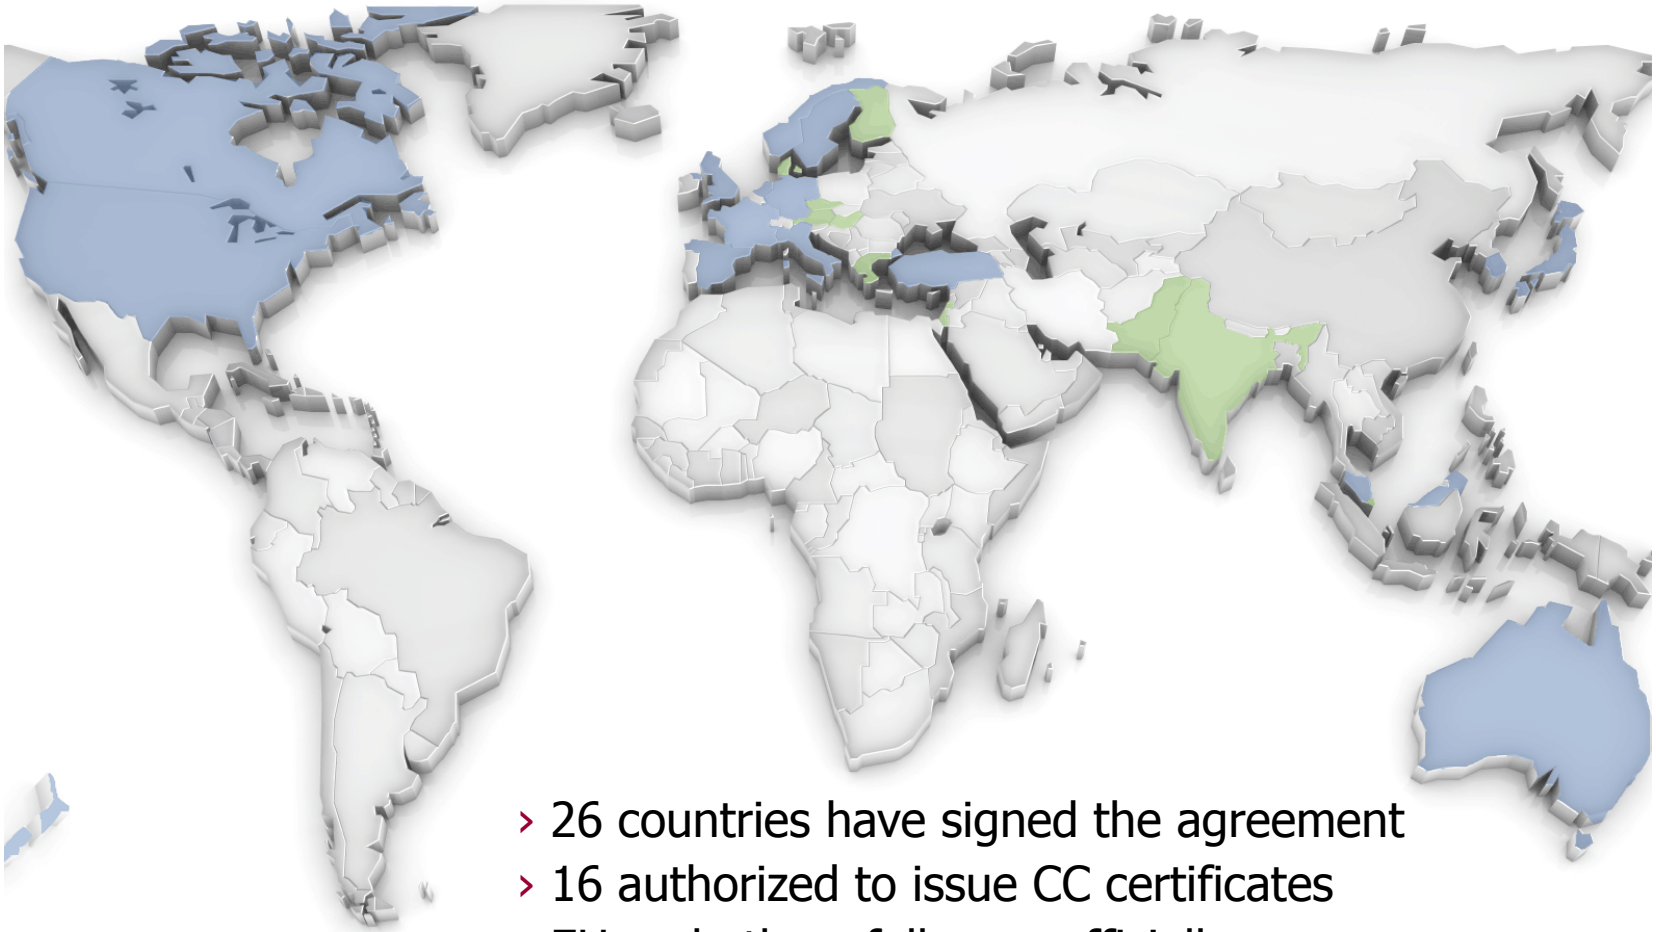 › 26 countries have signed the agreement
› 16 authorized to issue CC certificates